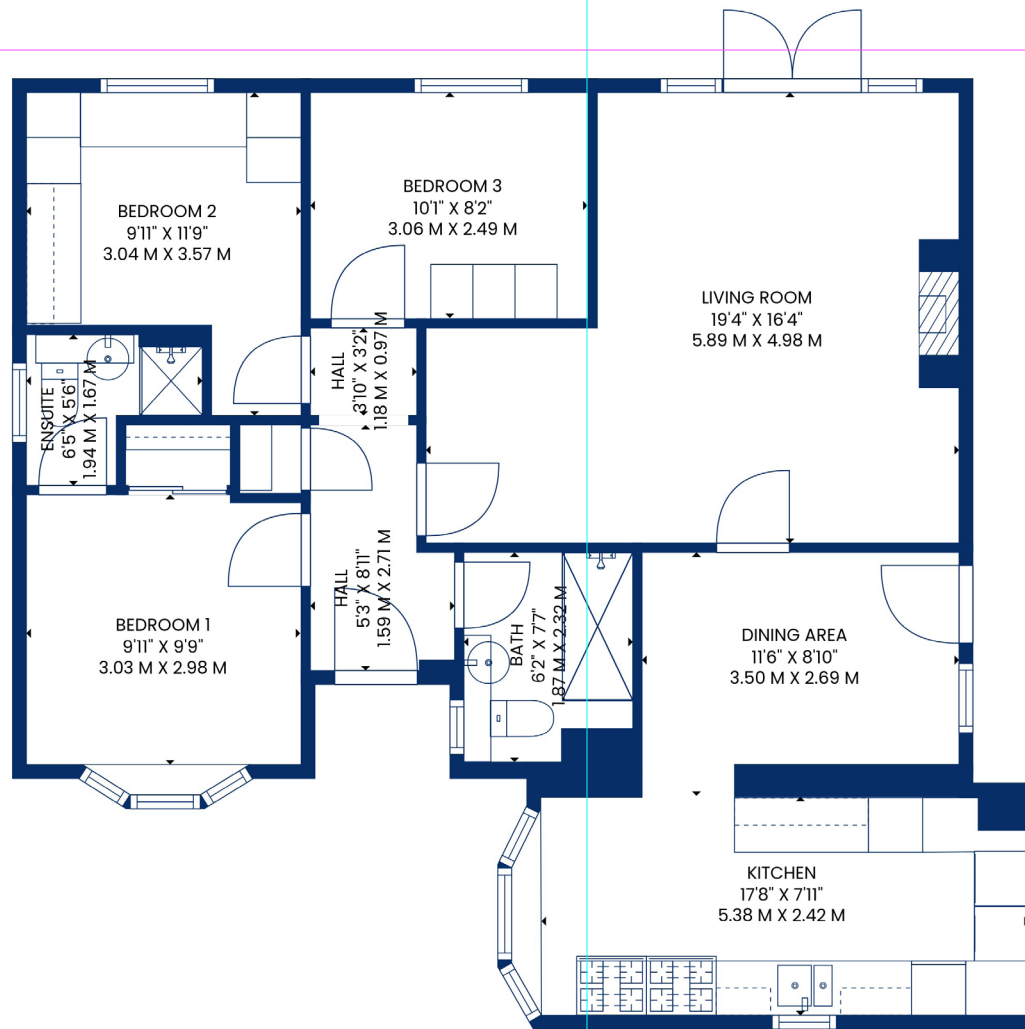 BEDROOM 2
9'11" X 11'9"
3.04 M X 3.57 M
BEDROOM 3
10'1" X 8'2"
3.06 M X 2.49 M
LIVING ROOM
19'4" X 16'4"
5.89 M X 4.98 M
HALL
3'10" X 3'2"
1.18 M X 0.97 M
ENSUITE
6'5" X 5'6"
1.94 M X 1.67 M
HALL
5'3" X 8'11"
1.59 M X 2.71 M
BEDROOM 1
9'11" X 9'9"
3.03 M X 2.98 M
BATH
6'2" X 7'7"
1.87 M X 2.32 M
DINING AREA
11'6" X 8'10"
3.50 M X 2.69 M
KITCHEN
17'8" X 7'11"
5.38 M X 2.42 M